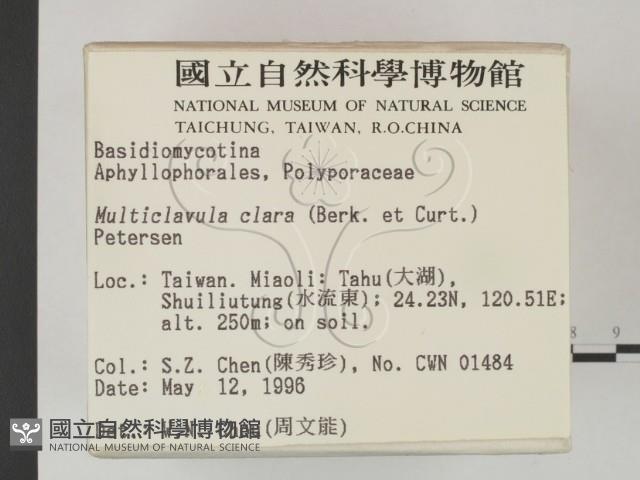 國立自然科學博物館
NATIONAL MUSEUM OF NATURAL SCIENCE
TAICHUNG, TAIWAN, R.O.CHINA
Basidiomycotina
Aphyllophorales, Polyporaceae
Multiclavula clara (Berk. et Curt.)
Petersen
Loc.: Taiwan. Miaoli: Tahu(大湖),
Shuiliutung(水流東); 24.23N, 120.51E;
alt. 250m; on soil.
Col.: S.Z. Chen(陳秀珍), No. CWN 01484
Date: May 12, 1996
(周文能)
國立自然科學博物館
NATIONAL MUSEUM OF NATURAL SCIENCE
8 9